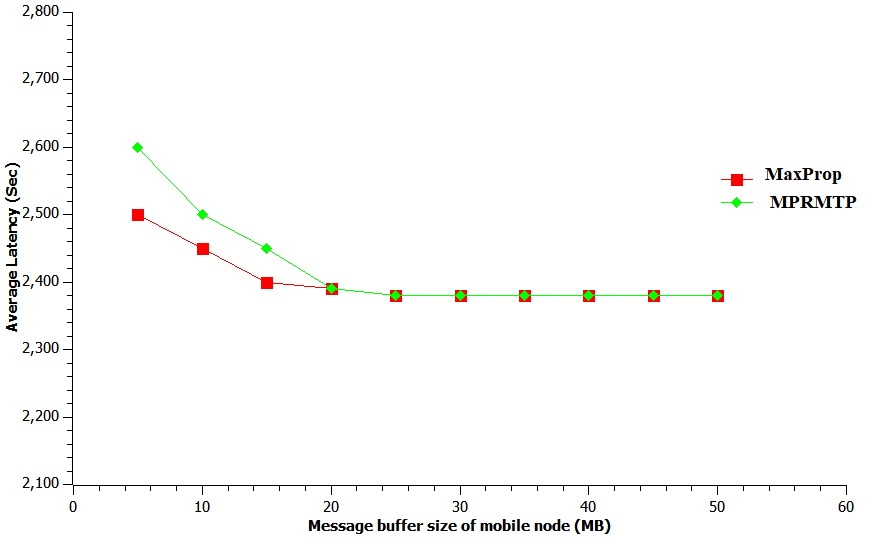 2,800
2,700
2,600
2,500
2,400
2,300
2,200
2,100
Average Latency (Sec)
0 10 20 30 40 50 60
Message buffer size of mobile node (MB)
MaxProp
MPRMTP